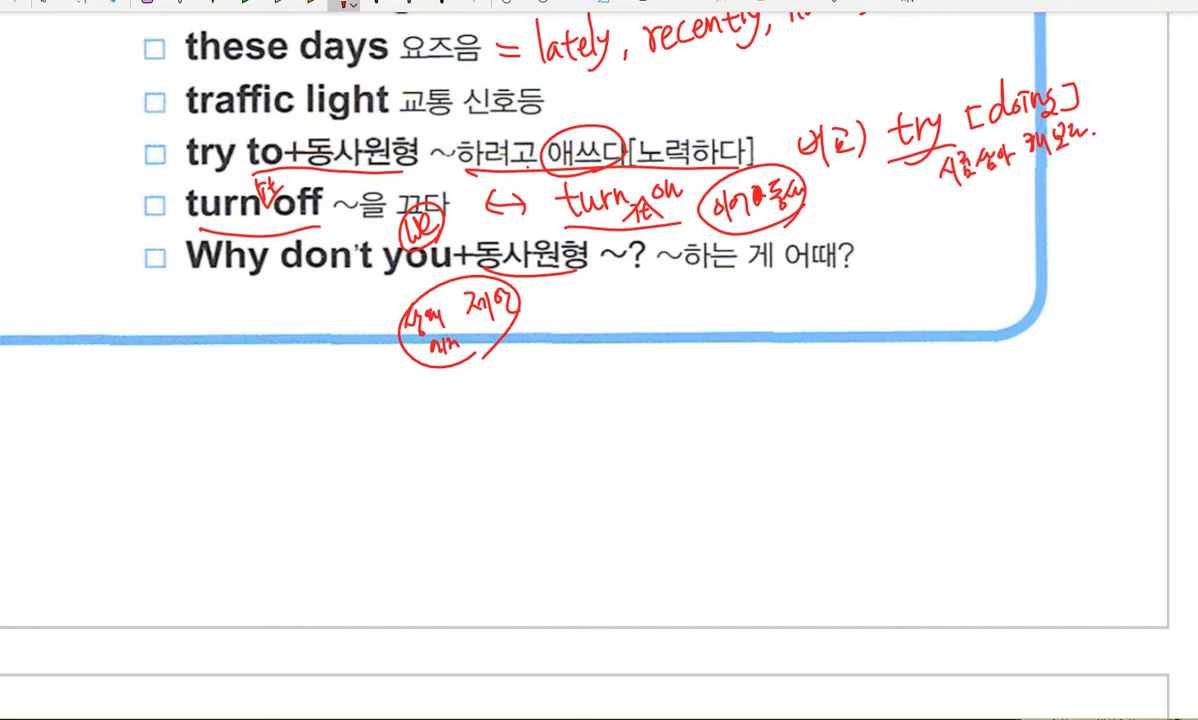 these days 요즈음 = lately, recently,
traffic light 교통 신호등
try to+동사원형 ~하려고 애쓰다[노력하다] 비교) try [doing]
시험삼아 해보다.
turn off ~을 끄다 ↔ turn on 이어동사
we
Why don't you+동사원형 ~? ~하는 게 어때?
제안